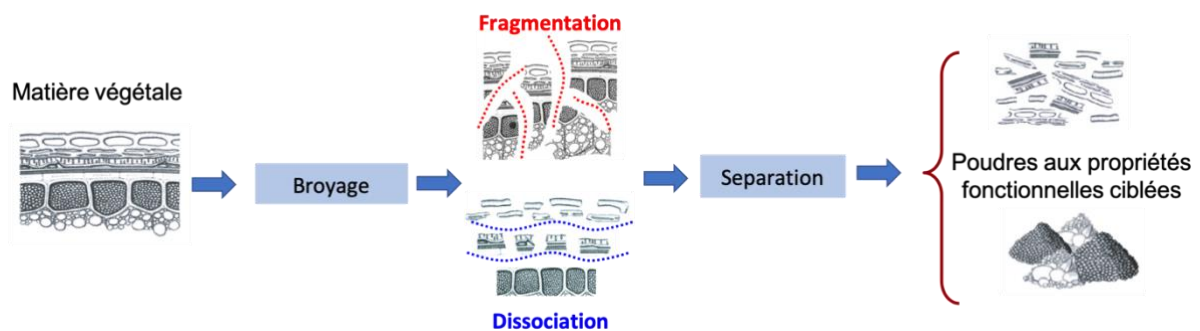 Matière végétale
Broyage
Fragmentation
Dissociation
Separation
Poudres aux propriétés
fonctionnelles ciblées